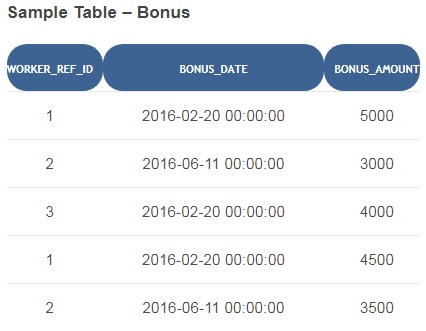 Sample Table – Bonus
WORKER_REF_ID BONUS_DATE BONUS_AMOUNT
1 2016-02-20 00:00:00 5000
2 2016-06-11 00:00:00 3000
3 2016-02-20 00:00:00 4000
1 2016-02-20 00:00:00 4500
2 2016-06-11 00:00:00 3500